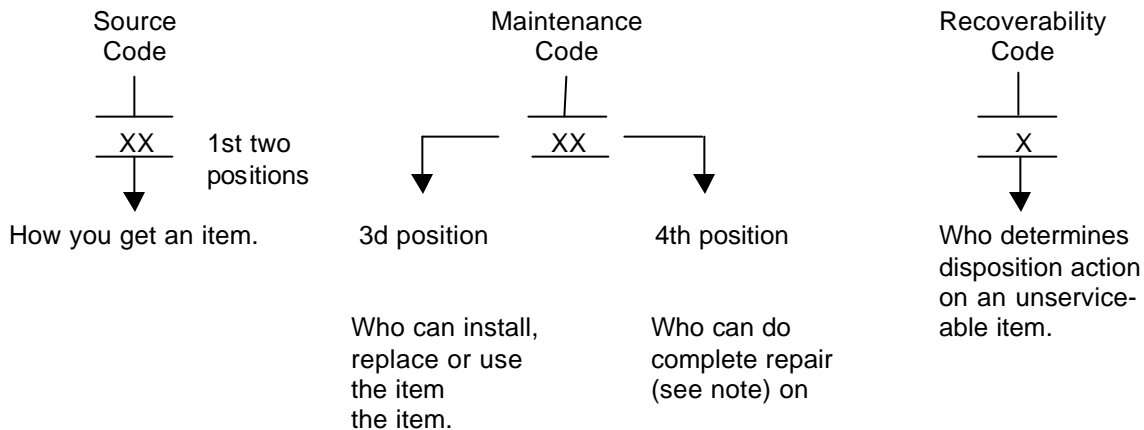 Source
Code
XX
1st two
positions
How you get an item.
Maintenance
Code
XX
3d position
Who can install,
replace or use
the item
the item.
4th position
Who can do
complete repair
(see note) on
Recoverability
Code
X
Who determines
disposition action
on an unservice-
able item.